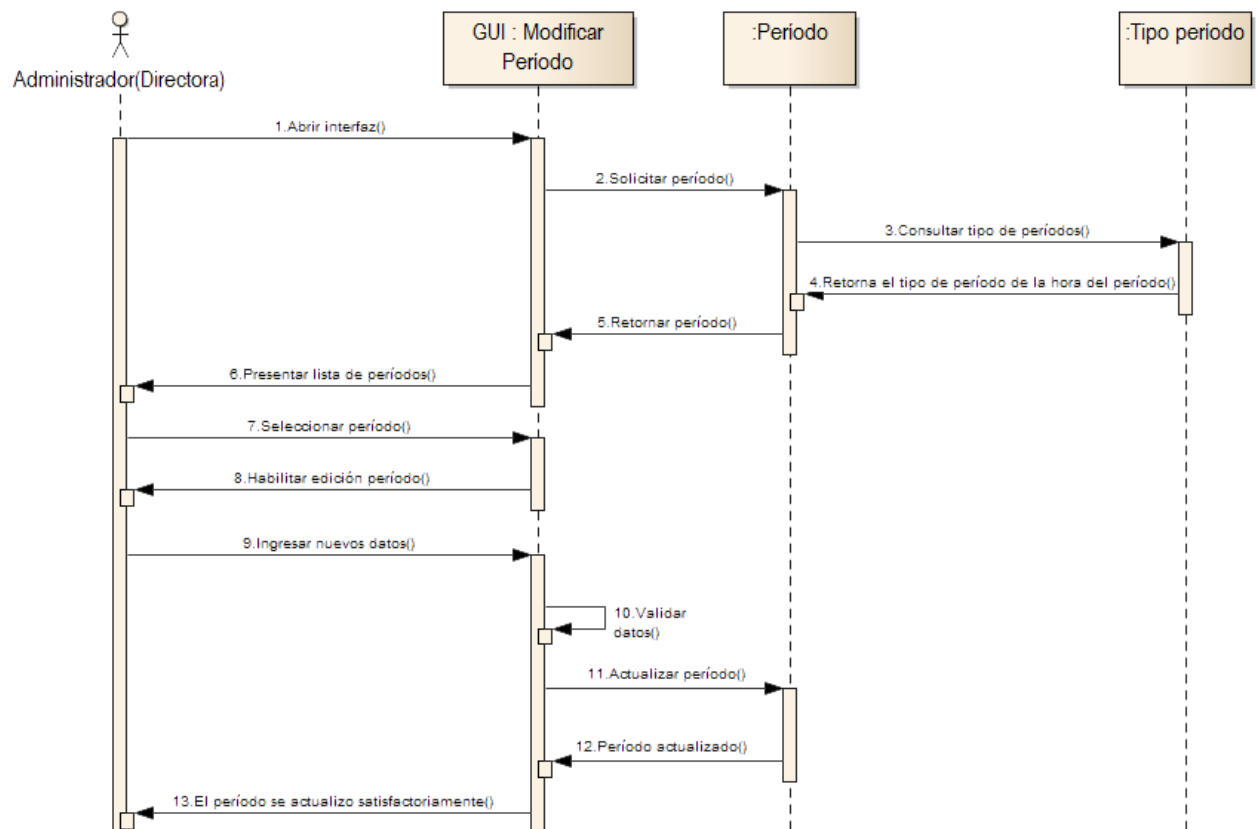 Administrador(Directora)
GUI : Modificar
Periodo
:Periodo
:Tipo período
1.Abrir interfaz()
2.Solicitar período()
3.Consultar tipo de períodos()
4.Retorna el tipo de período de la hora del período()
5.Retornar período()
6.Presentar lista de períodos()
7.Seleccionar período()
8.Habilitar edición período()
9.Ingresar nuevos datos()
10.Validar
datos()
11.Actualizar período()
12.Período actualizado()
13.El período se actualizo satisfactoriamente()